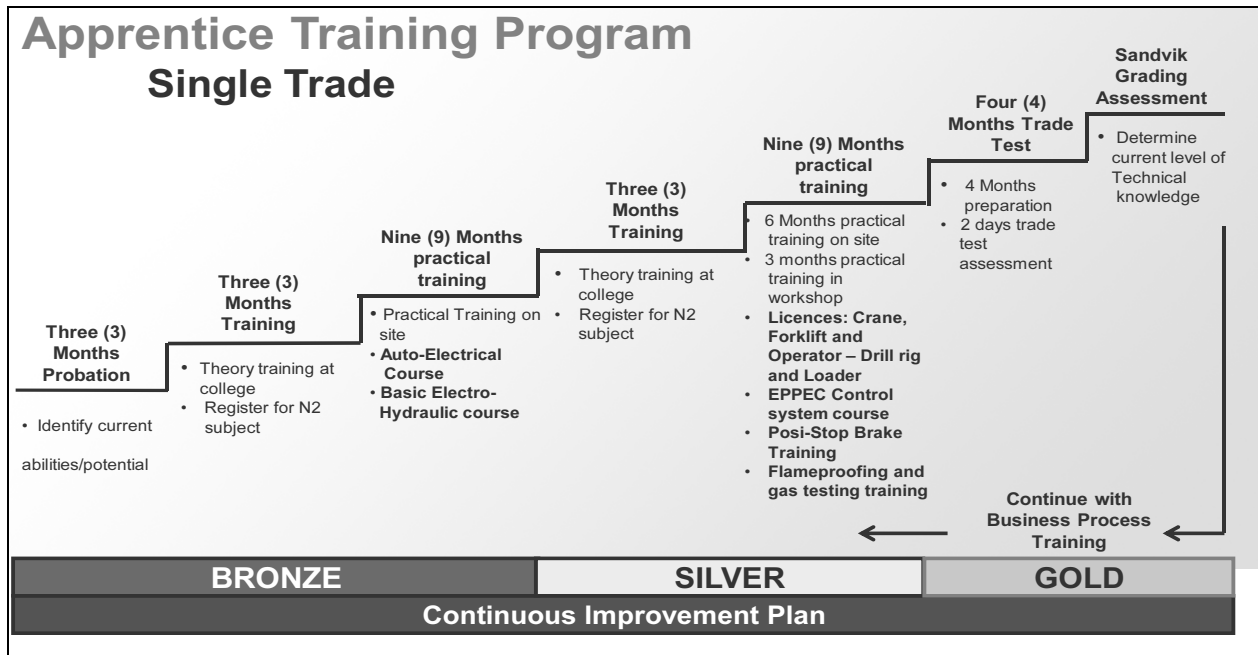 Apprentice Training Program
Single Trade
Three (3)
Months
Probation
• Identify current
abilities/potential
Three (3)
Months
Training
• Theory training at
college
• Register for N2
subject
Nine (9) Months
practical
training
• Practical Training on
site
• Auto-Electrical
Course
• Basic Electro-
Hydraulic course
Three (3)
Months
Training
• Theory training at
college
• Register for N2
subject
Nine (9) Months
practical
training
• 6 Months practical
training on site
• 3 months practical
training in
workshop
• Licences: Crane,
Forklift and
Operator – Drill rig
and Loader
• EPPEC Control
system course
• Posi-Stop Brake
Training
• Flameproofing and
gas testing training
Four (4)
Months Trade
Test
• 4 Months
preparation
• 2 days trade
test
assessment
Sandvik
Grading
Assessment
• Determine
current level of
Technical
knowledge
Continue with
Business Process
Training
BRONZE
SILVER
GOLD
Continuous Improvement Plan